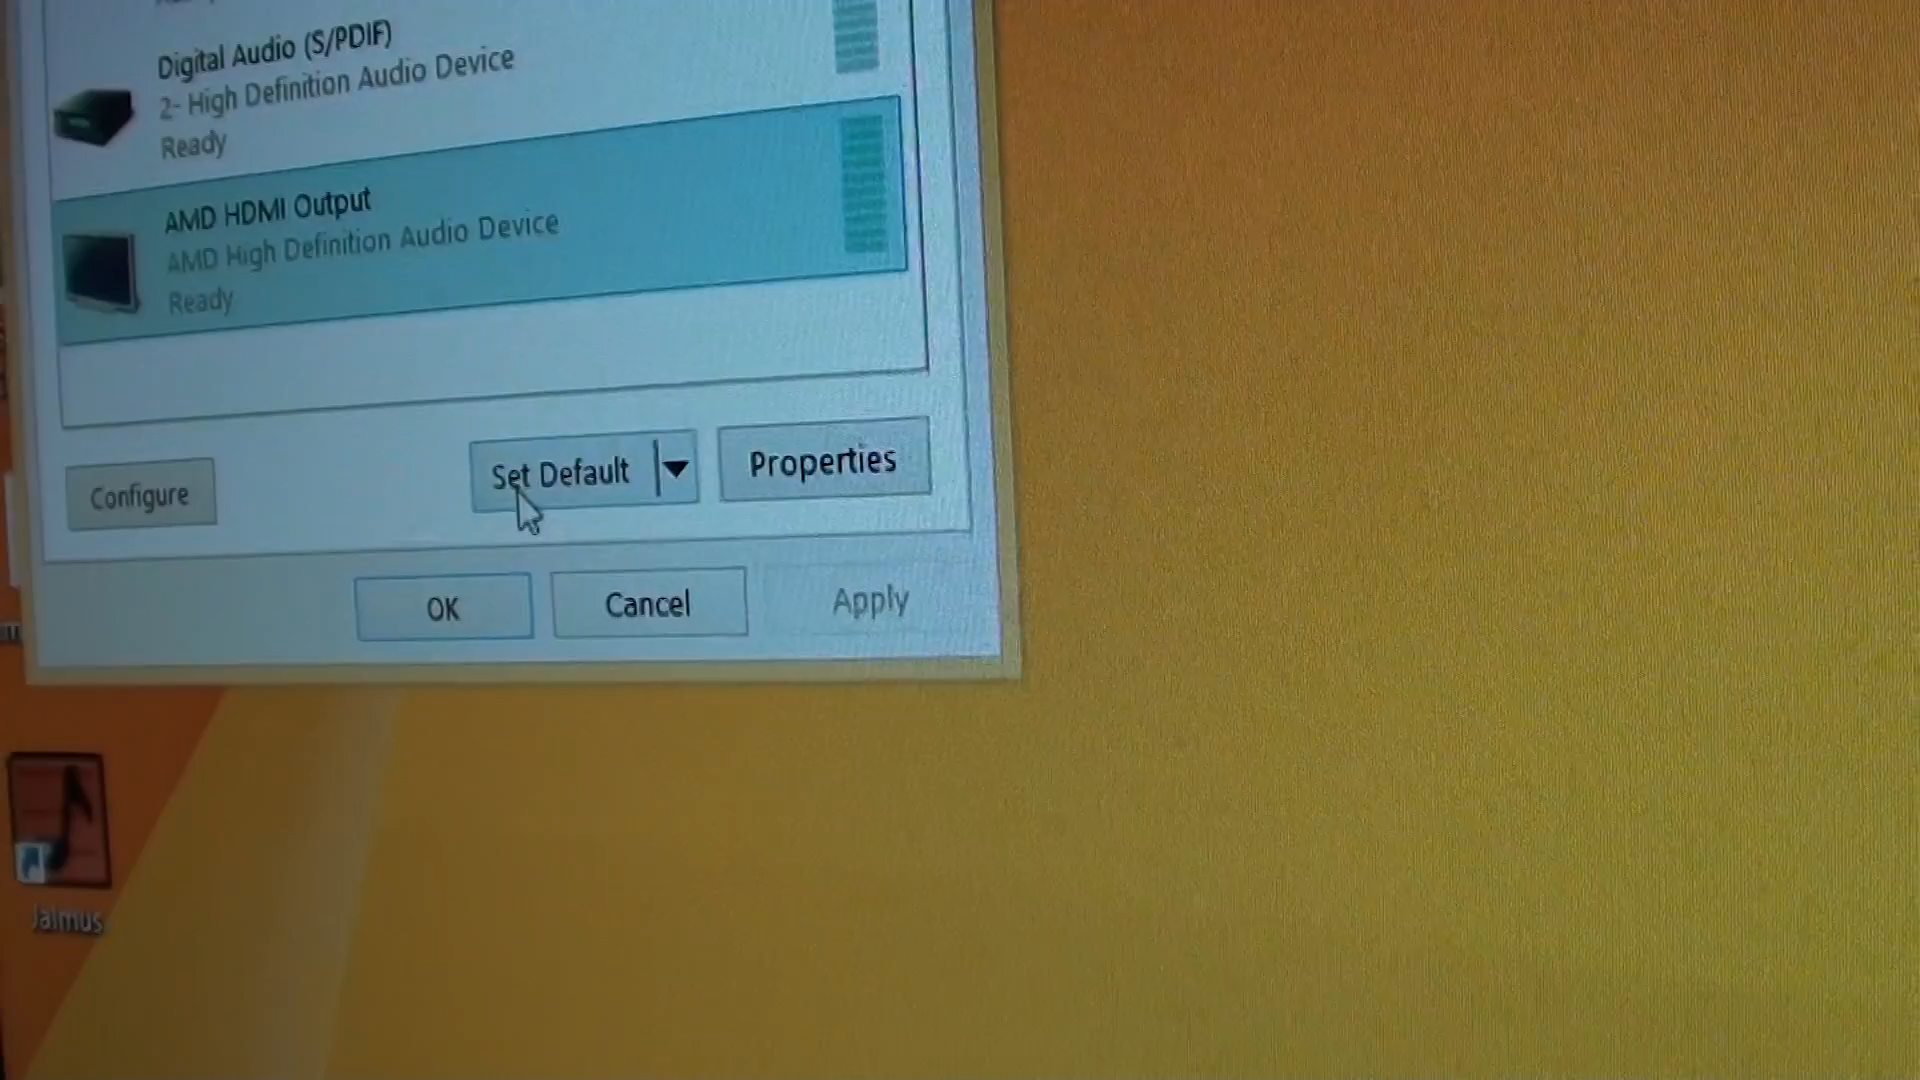 Digital Audio (S/PDIF)
2- High Definition Audio Device
Ready
AMD HDMI Output
AMD High Definition Audio Device
Ready
Configure
Set Default
Properties
OK
Cancel
Apply
Jalmus